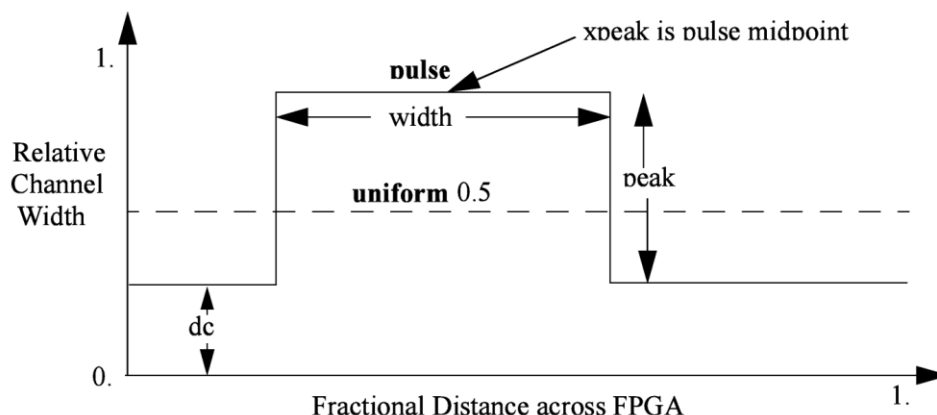 xpeak is pulse midpoint
1.
pulse
width
Relative
Channel
Width
peak
uniform 0.5
dc
0.
1.
Fractional Distance across FPGA